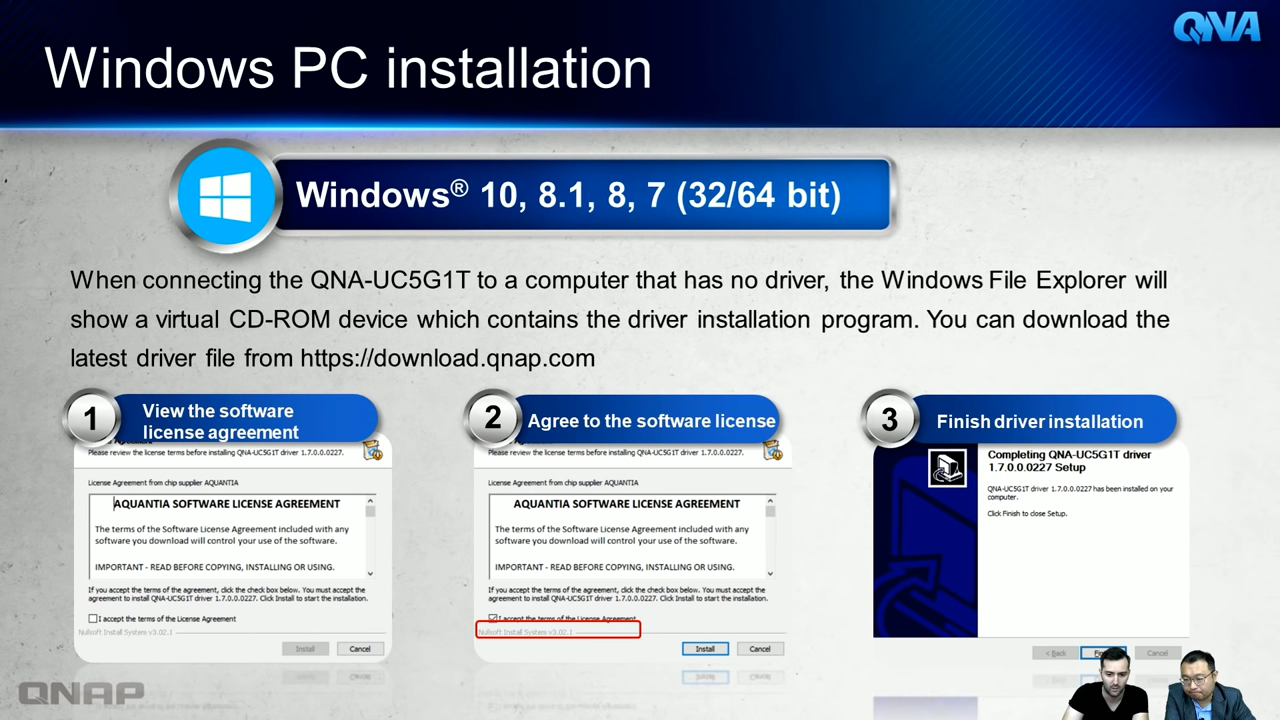 QNA
Windows PC installation
Windows® 10, 8.1, 8, 7 (32/64 bit)
When connecting the QNA-UC5G1T to a computer that has no driver, the Windows File Explorer will
show a virtual CD-ROM device which contains the driver installation program. You can download the
latest driver file from https://download.qnap.com
1
View the software
license agreement
Please review the license terms before installing QNA-UC5G1T driver 1.7.0.0.0227.
License Agreement from chip supplier AQUANTIA
AQUANTIA SOFTWARE LICENSE AGREEMENT
The terms of the Software License Agreement included with any
software you download will control your use of the software.
IMPORTANT - READ BEFORE COPYING, INSTALLING OR USING.
If you accept the terms of the agreement, click the check box below. You must accept the
agreement to install QNA-UC5G1T driver 1.7.0.0.0227. Click Install to start the installation.
I accept the terms of the License Agreement
Nullsoft Install System v3.02.1
Install
Cancel
2
Agree to the software license
Please review the license terms before installing QNA-UC5G1T driver 1.7.0.0.0227.
License Agreement from chip supplier AQUANTIA
AQUANTIA SOFTWARE LICENSE AGREEMENT
The terms of the Software License Agreement included with any
software you download will control your use of the software.
IMPORTANT - READ BEFORE COPYING, INSTALLING OR USING.
If you accept the terms of the agreement, click the check box below. You must accept the
agreement to install QNA-UC5G1T driver 1.7.0.0.0227. Click Install to start the installation.
I accept the terms of the License Agreement
Nullsoft Install System v3.02.1
Install
Cancel
3
Finish driver installation
Completing QNA-UC5G1T driver
1.7.0.0.0227 Setup
QNA-UC5G1T driver 1.7.0.0.0227 has been installed on your
computer.
Click Finish to close Setup.
< Back
Cancel
QNAP